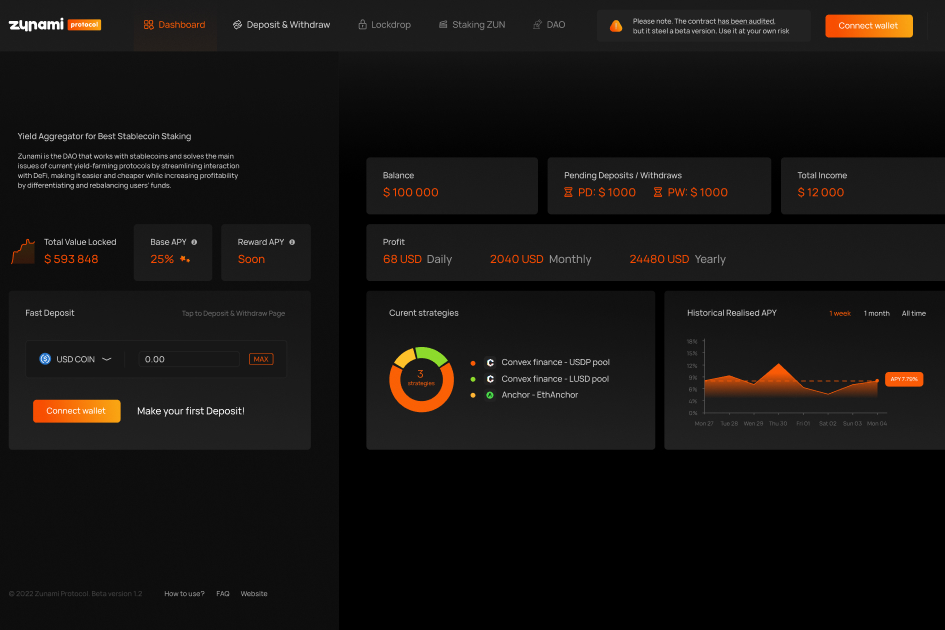 zunami protocol
Dashboard
Deposit & Withdraw
Lockdrop
Staking ZUN
DAO
Please note. The contract has been audited,
but it steel a beta version. Use it at your own risk
Connect wallet
Yield Aggregator for Best Stablecoin Staking
Zunami is the DAO that works with stablecoins and solves the main
issues of current yield-farming protocols by streamlining interaction
with DeFi, making it easier and cheaper while increasing profitability
by differentiating and rebalancing users' funds.
Total Value Locked
$ 593 848
Base APY
25%
Reward APY
Soon
Fast Deposit
Tap to Deposit & Withdraw Page
USD COIN
0.00
MAX
Connect wallet
Make your first Deposit!
Balance
$ 100 000
Pending Deposits / Withdraws
PD: $ 1000 PW: $ 1000
Total Income
$ 12 000
Profit
68 USD Daily 2040 USD Monthly 24480 USD Yearly
Curent strategies
3
strategies
Convex finance - USDP pool
Convex finance - LUSD pool
Anchor - EthAnchor
Historical Realised APY
1 week 1 month All time
18%
15%
12%
9%
6%
4%
0%
APY 7.79%
Mon 27 Tue 28 Wen 29 Thu 30 Fri 01 Sat 02 Sun 03 Mon 04
© 2022 Zunami Protocol. Beta version 1.2
How to use?
FAQ
Website